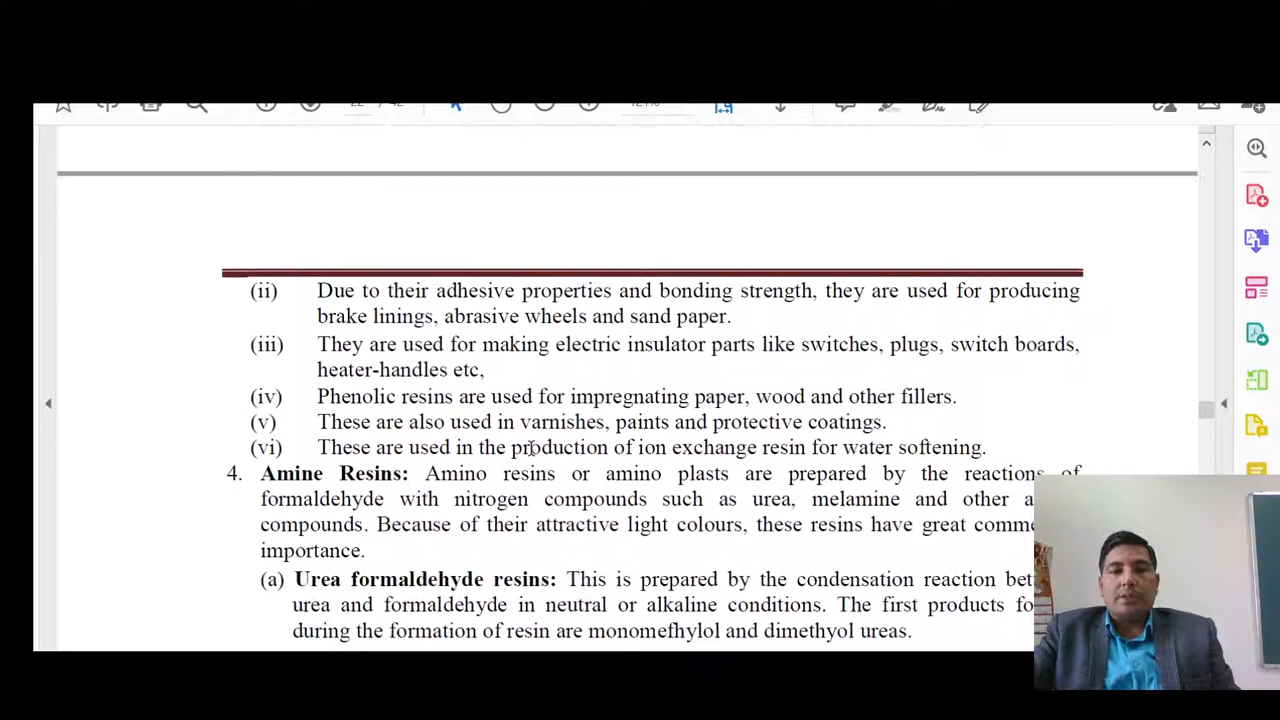 (ii) Due to their adhesive properties and bonding strength, they are used for producing
brake linings, abrasive wheels and sand paper.
(iii) They are used for making electric insulator parts like switches, plugs, switch boards,
heater-handles etc,
(iv) Phenolic resins are used for impregnating paper, wood and other fillers.
(v) These are also used in varnishes, paints and protective coatings.
(vi) These are used in the production of ion exchange resin for water softening.
4. Amine Resins: Amino resins or amino plasts are prepared by the reactions of
formaldehyde with nitrogen compounds such as urea, melamine and other
compounds. Because of their attractive light colours, these resins have great
importance.
(a) Urea formaldehyde resins: This is prepared by the condensation reaction
urea and formaldehyde in neutral or alkaline conditions. The first products
during the formation of resin are monomefhylol and dimethyol ureas.